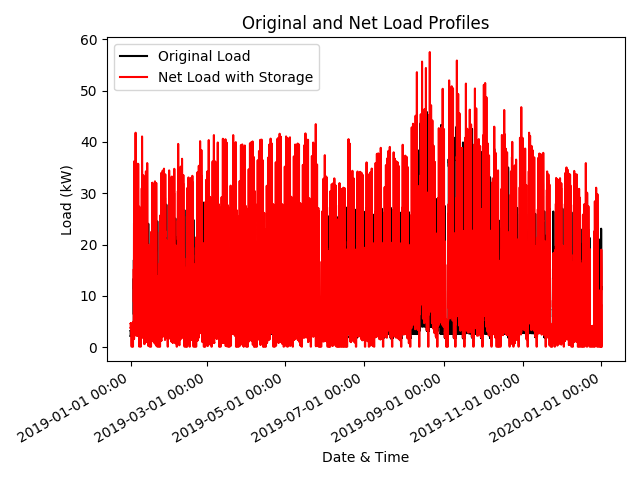 Original and Net Load Profiles
Original Load
Net Load with Storage
Load (kW)
60
50
40
30
20
10
0
2019-01-01 00:00
2019-03-01 00:00
2019-05-01 00:00
2019-07-01 00:00
2019-09-01 00:00
2019-11-01 00:00
2020-01-01 00:00
Date & Time